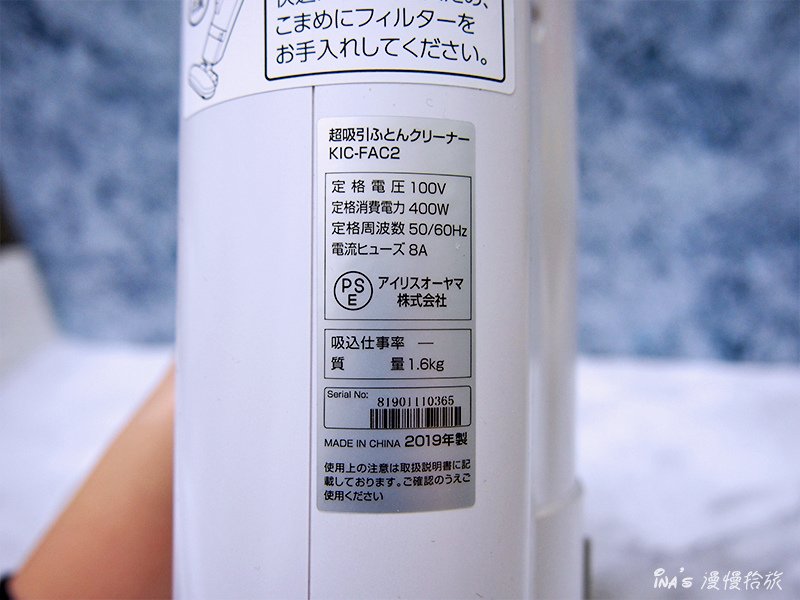 こまめにフィルターを
お手入れしてください。
超吸引ふとんクリーナー
KIC-FAC2
定格電圧 100V
定格消費電力 400W
定格周波数 50/60Hz
電流ヒューズ 8A
PS
E
アイリスオーヤマ
株式会社
吸込仕事率 ―
質量 1.6kg
Serial No:
81901110365
MADE IN CHINA 2019年製
使用上の注意は取扱説明書に記
載しております。ご確認のうえご
使用ください
iNA's 漫慢拾旅